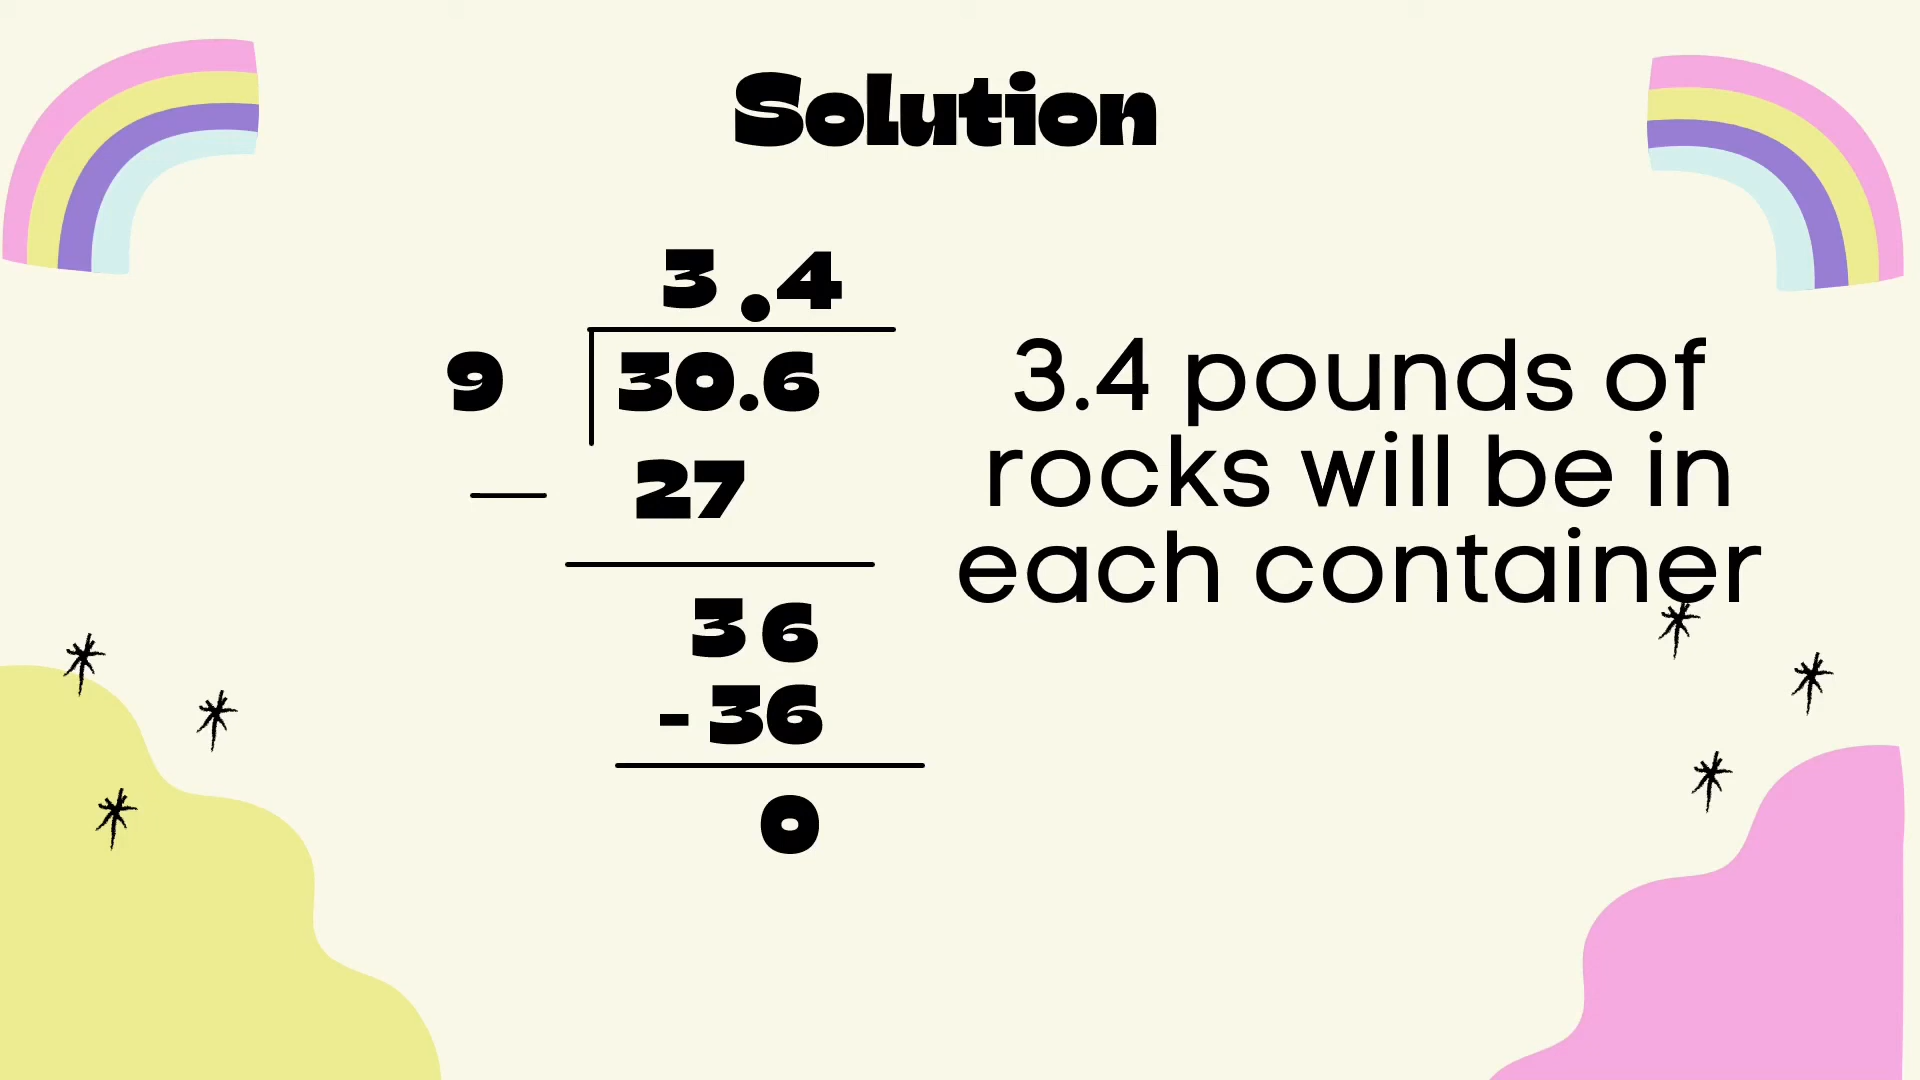 Solution
3.4
9 30.6
— 27
36
- 36
0
3.4 pounds of
rocks will be in
each container